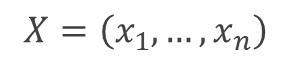 X = (x₁, …, xₙ)